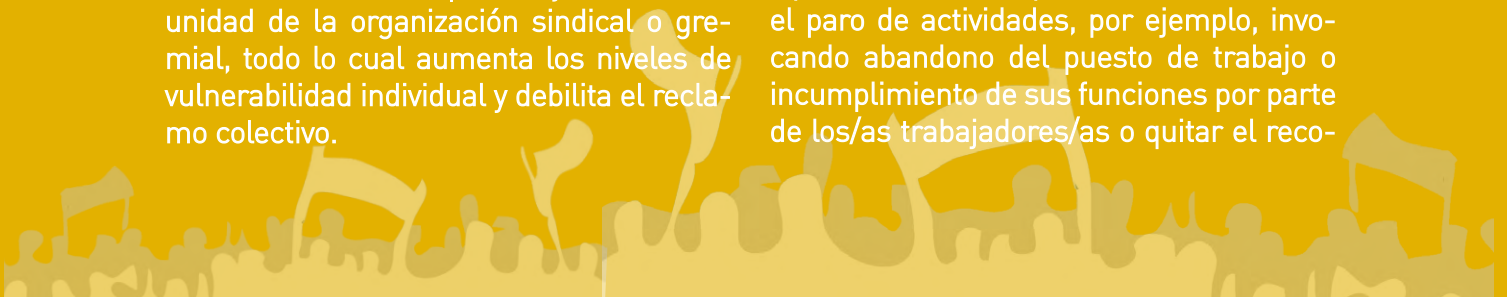 unidad de la organización sindical o gre-
mial, todo lo cual aumenta los niveles de
vulnerabilidad individual y debilita el recla-
mo colectivo.
el paro de actividades, por ejemplo, invo-
cando abandono del puesto de trabajo o
incumplimiento de sus funciones por parte
de los/as trabajadores/as o quitar el reco-